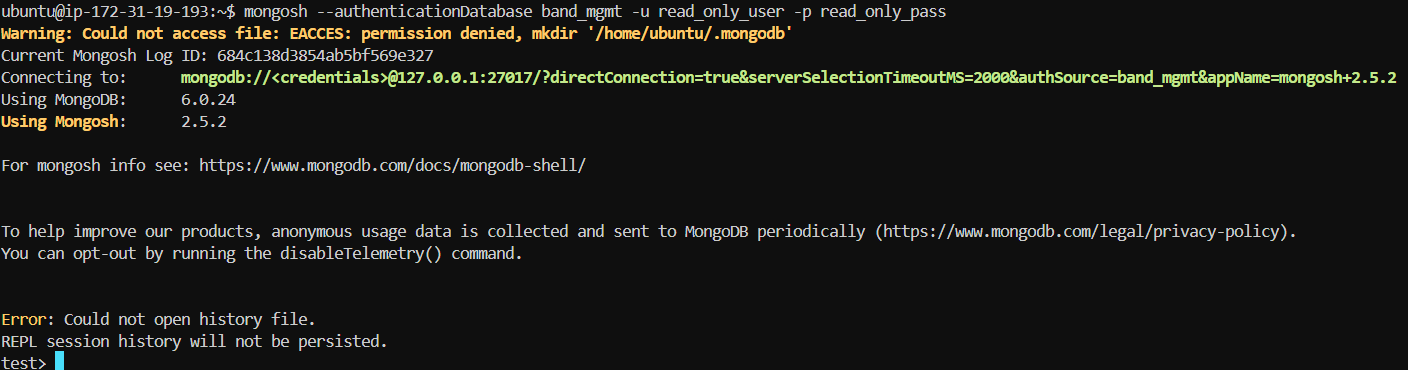 ubuntu@ip-172-31-19-193:~$ mongosh --authenticationDatabase band_mgmt -u read_only_user -p read_only_pass
Warning: Could not access file: EACCES: permission denied, mkdir '/home/ubuntu/.mongodb'
Current Mongosh Log ID: 684c138d3854ab5bf569e327
Connecting to:      mongodb://<credentials>@127.0.0.1:27017/?directConnection=true&serverSelectionTimeoutMS=2000&authSource=band_mgmt&appName=mongosh+2.5.2
Using MongoDB:      6.0.24
Using Mongosh:      2.5.2
For mongosh info see: https://www.mongodb.com/docs/mongodb-shell/
To help improve our products, anonymous usage data is collected and sent to MongoDB periodically (https://www.mongodb.com/legal/privacy-policy).
You can opt-out by running the disableTelemetry() command.
Error: Could not open history file.
REPL session history will not be persisted.
test>